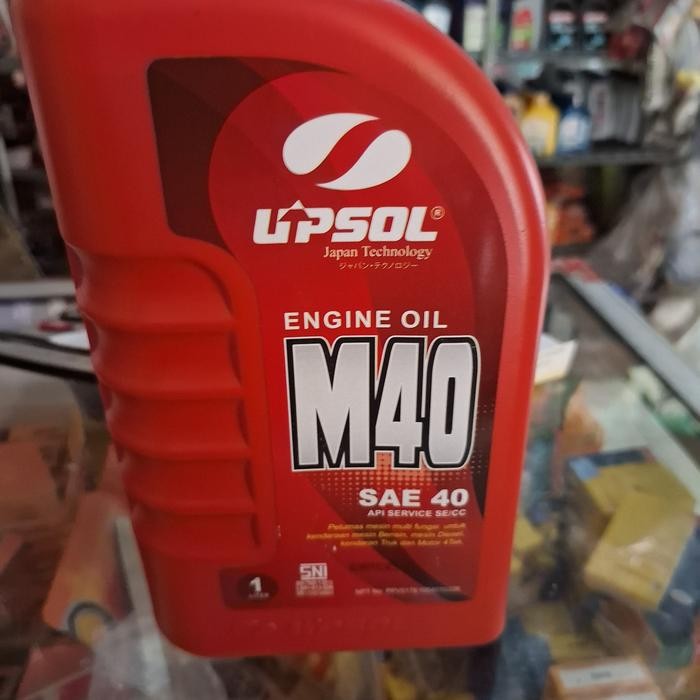 UPSOL®
Japan Technology
ジャパン・テクノロジー
ENGINE OIL
M40
SAE 40
API SERVICE SE/CC
Pelumas mesin multi fungsi untuk
kendaraan mesin Bensin, mesin Diesel,
kendaraan Truk dan Motor 4Tak.
1
LITER
SNI
NPT No.